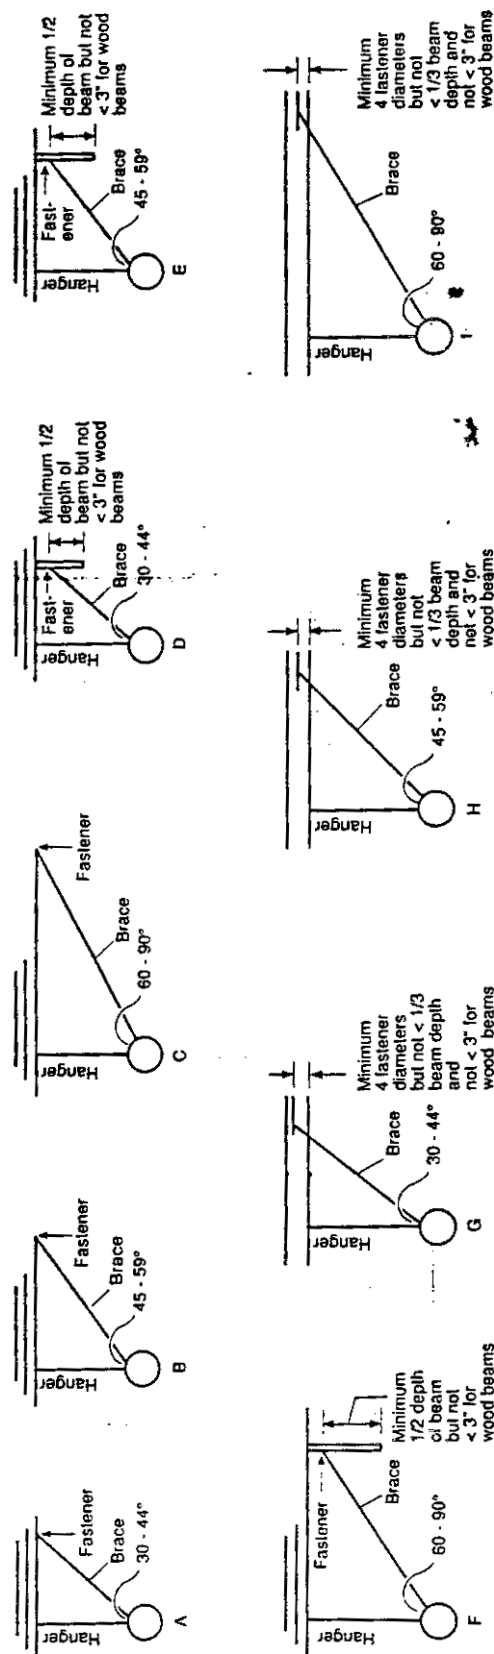 Hanger
Fastener
Brace
30 - 44°
A
Hanger
Fastener
Brace
45 - 59°
B
Hanger
Fastener
Brace
60 - 90°
C
Hanger
Fast-
ener
Minimum 1/2
depth of
beam but not
< 3" for wood
beams
Brace
30 - 44°
D
Hanger
Fast-
ener
Minimum 1/2
depth of
beam but not
< 3" for wood
beams
Brace
45 - 59°
E
Hanger
Fastener
Minimum
1/2 depth
of beam
but not
< 3" for
wood beams
Brace
60 - 90°
F
Hanger
Minimum
4 fastener
diameters
but not < 1/3
beam depth
and
not < 3" for
wood beams
Brace
30 - 44°
G
Hanger
Minimum
4 fastener
diameters
but not
< 1/3 beam
depth and
not < 3" for
wood beams
Brace
45 - 59°
H
Hanger
Minimum
4 fastener
diameters
but not
< 1/3 beam
depth and
not < 3" for
wood beams
Brace
60 - 90°
I